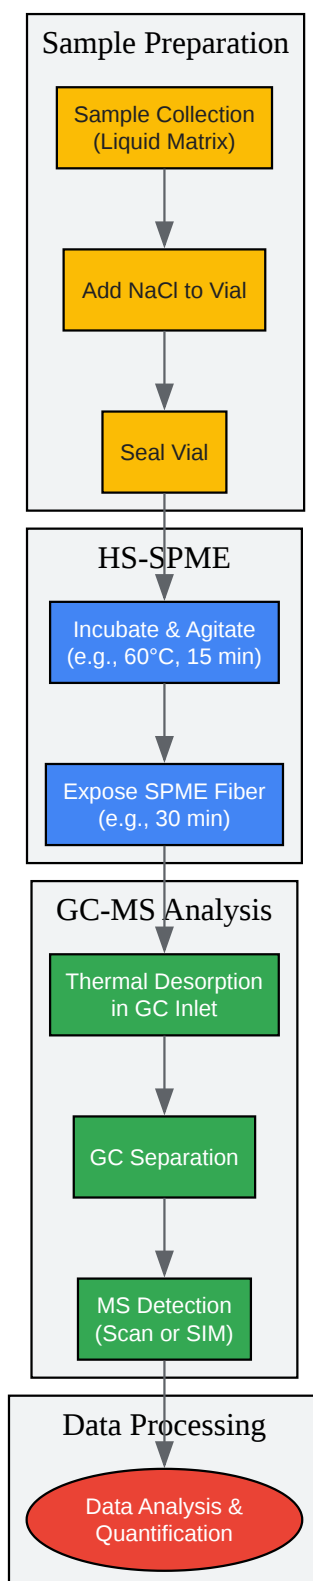 Sample Preparation
Sample Collection
(Liquid Matrix)
Add NaCl to Vial
Seal Vial
HS-SPME
Incubate & Agitate
(e.g., 60°C, 15 min)
Expose SPME Fiber
(e.g., 30 min)
GC-MS Analysis
Thermal Desorption
in GC Inlet
GC Separation
MS Detection
(Scan or SIM)
Data Processing
Data Analysis &
Quantification